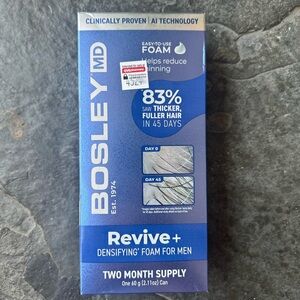 CLINICALLY PROVEN | AI TECHNOLOGY
EASY-TO-USE
FOAM
Helps reduce
hinning
BOSLEY MD
Est. 1974
83%
SAW THICKER,
FULLER HAIR
IN 45 DAYS
DAY 0
DAY 45
Revive+
DENSIFYING* FOAM FOR MEN
TWO MONTH SUPPLY
One 60 g (2.11oz) Can